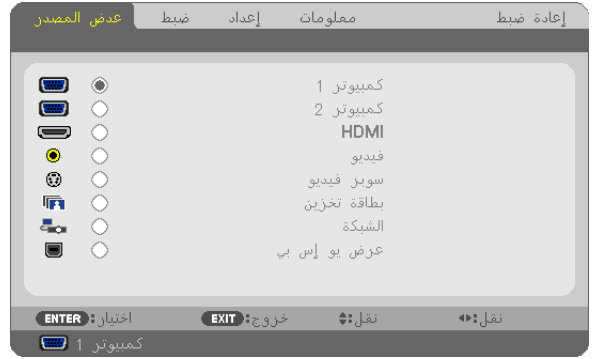 عرض المصدر ضبط إعداد معلومات إعادة ضبط
كمبيوتر 1
كمبيوتر 2
HDMI
فيديو
سوبر فيديو
بطاقة تخزين
الشبكة
عرض يو إس بي
ENTER: اختيار EXIT: خروج نقل: نقل:
كمبيوتر 1